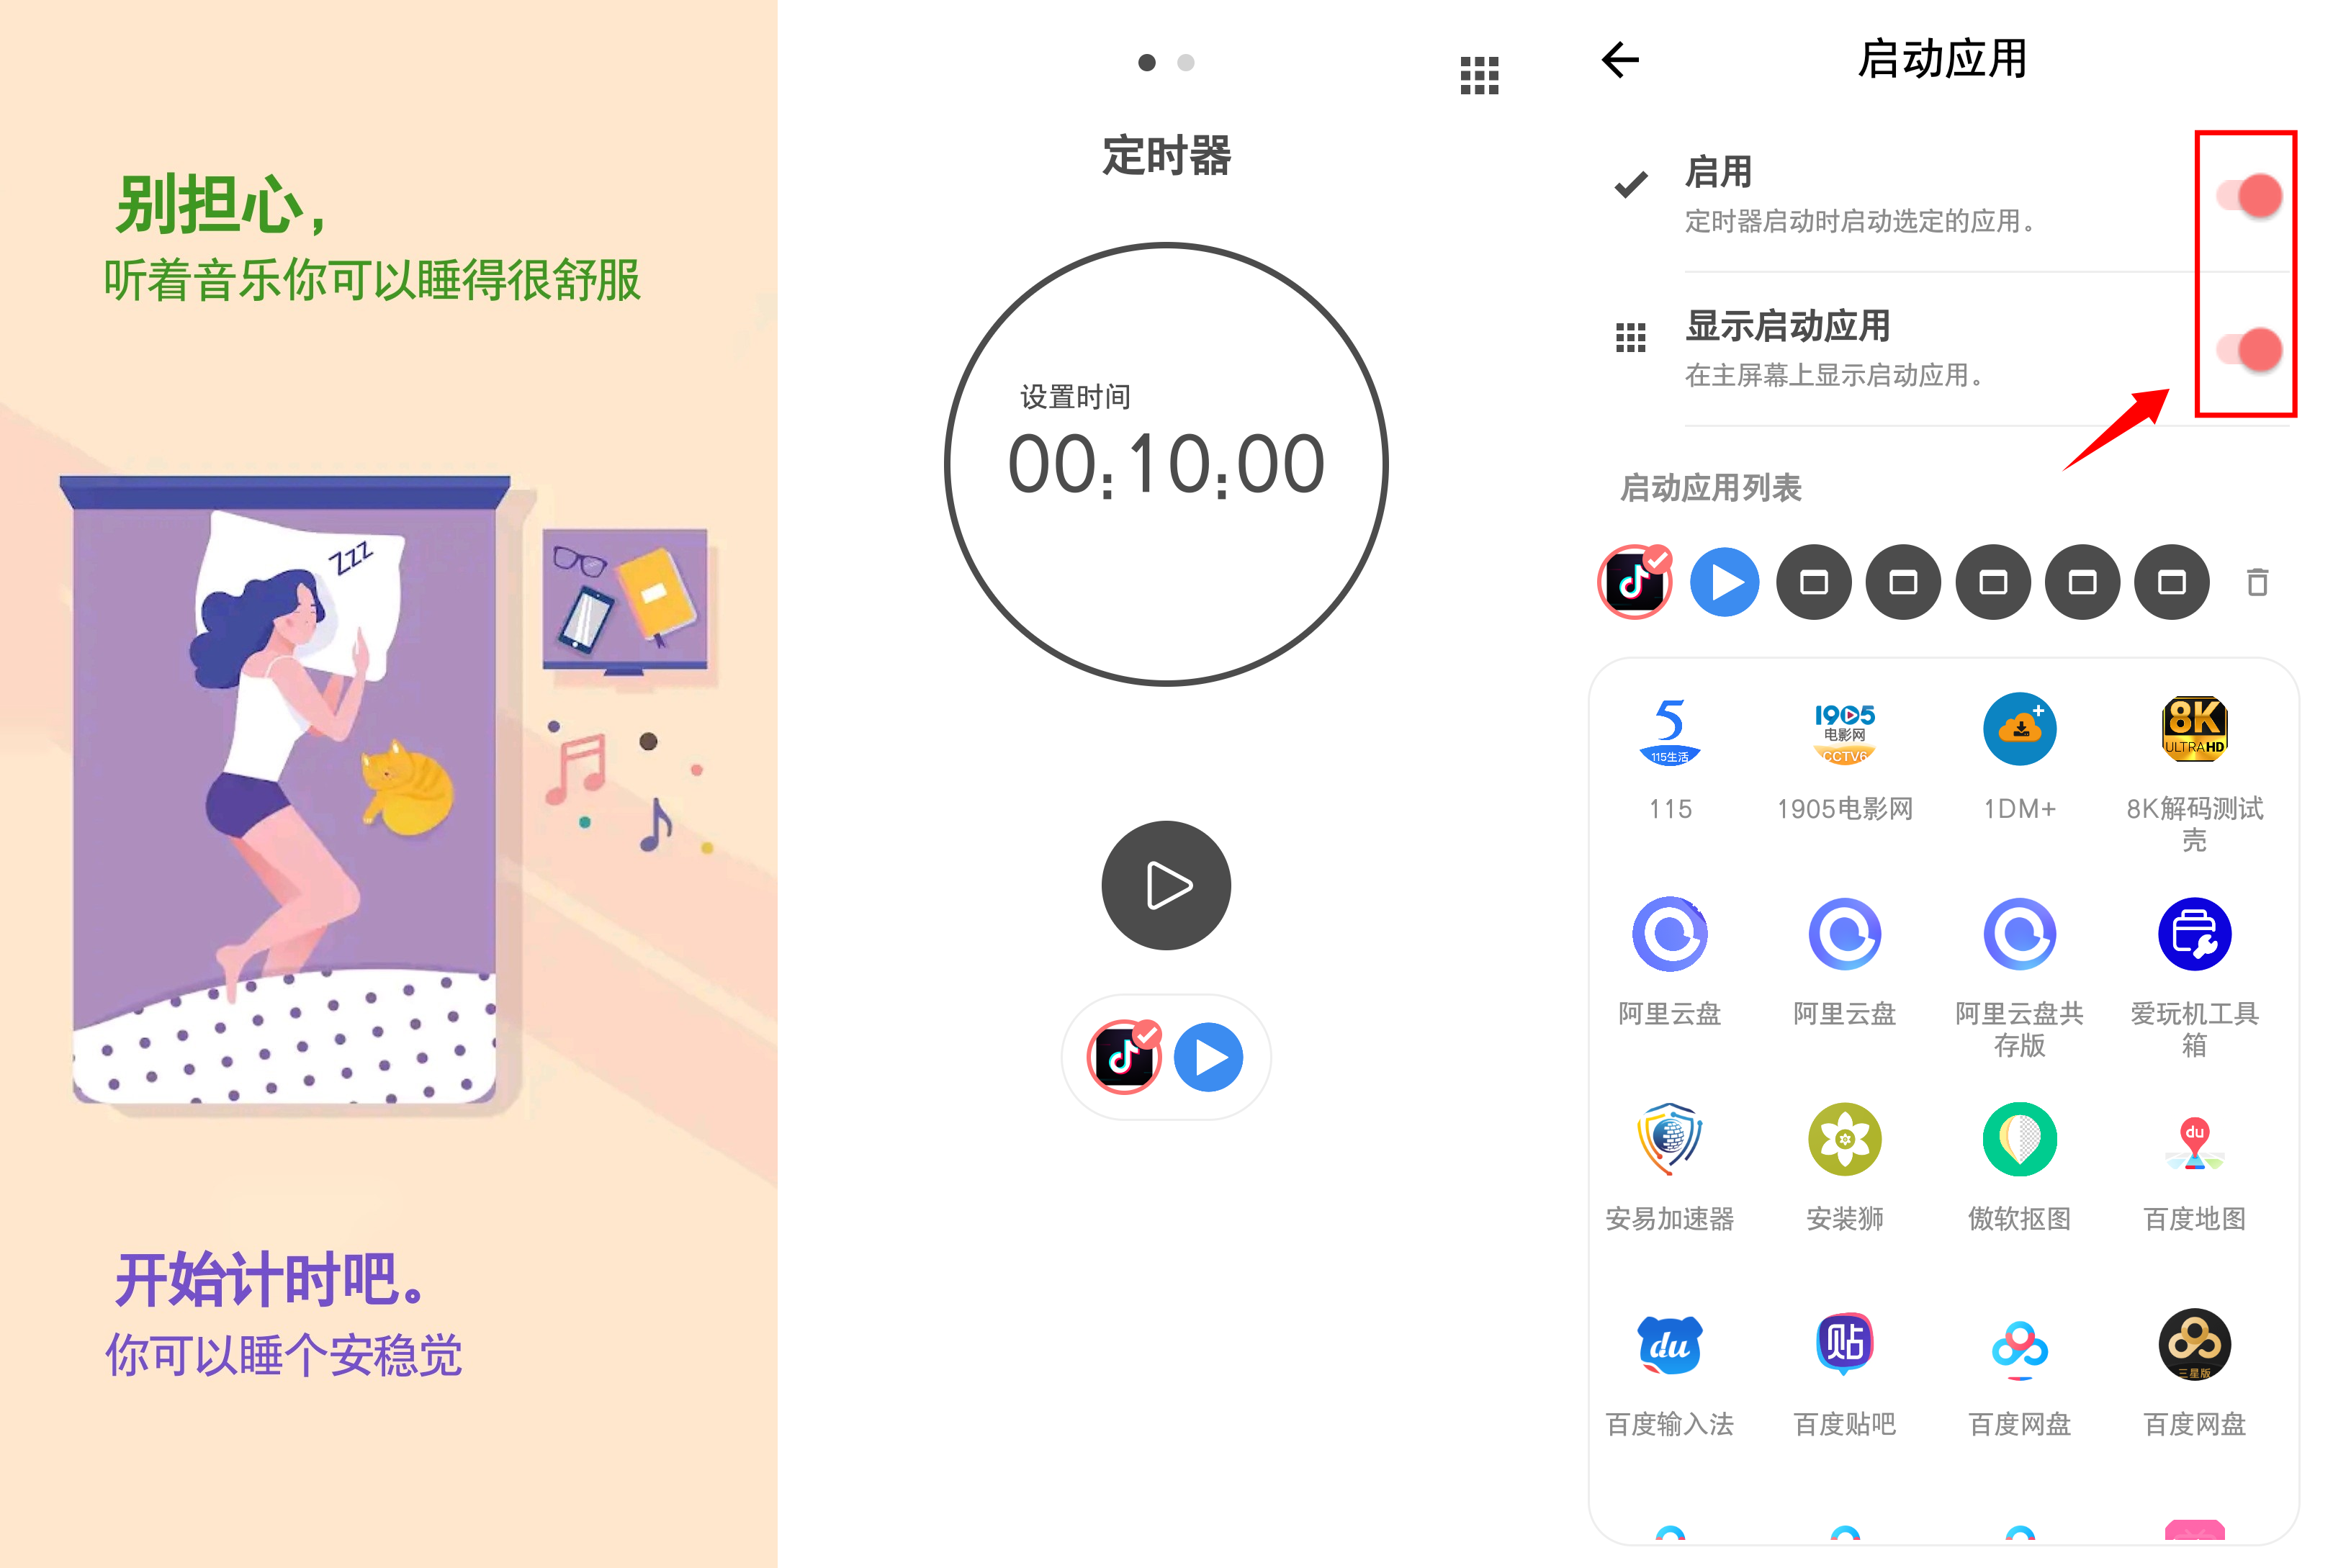 别担心，
听着音乐你可以睡得很舒服
zzz
开始计时吧。
你可以睡个安稳觉
定时器
设置时间
00:10:00
启动应用
启用
定时器启动时启动选定的应用。
显示启动应用
在主屏幕上显示启动应用。
启动应用列表
5
115生活
1905
电影网
CCTV6
8K
ULTRA HD
115
1905电影网
1DM+
8K解码测试
壳
阿里云盘
阿里云盘
阿里云盘共
存版
爱玩机工具
箱
du
安易加速器
安装狮
傲软抠图
百度地图
du
贴
三星版
百度输入法
百度贴吧
百度网盘
百度网盘